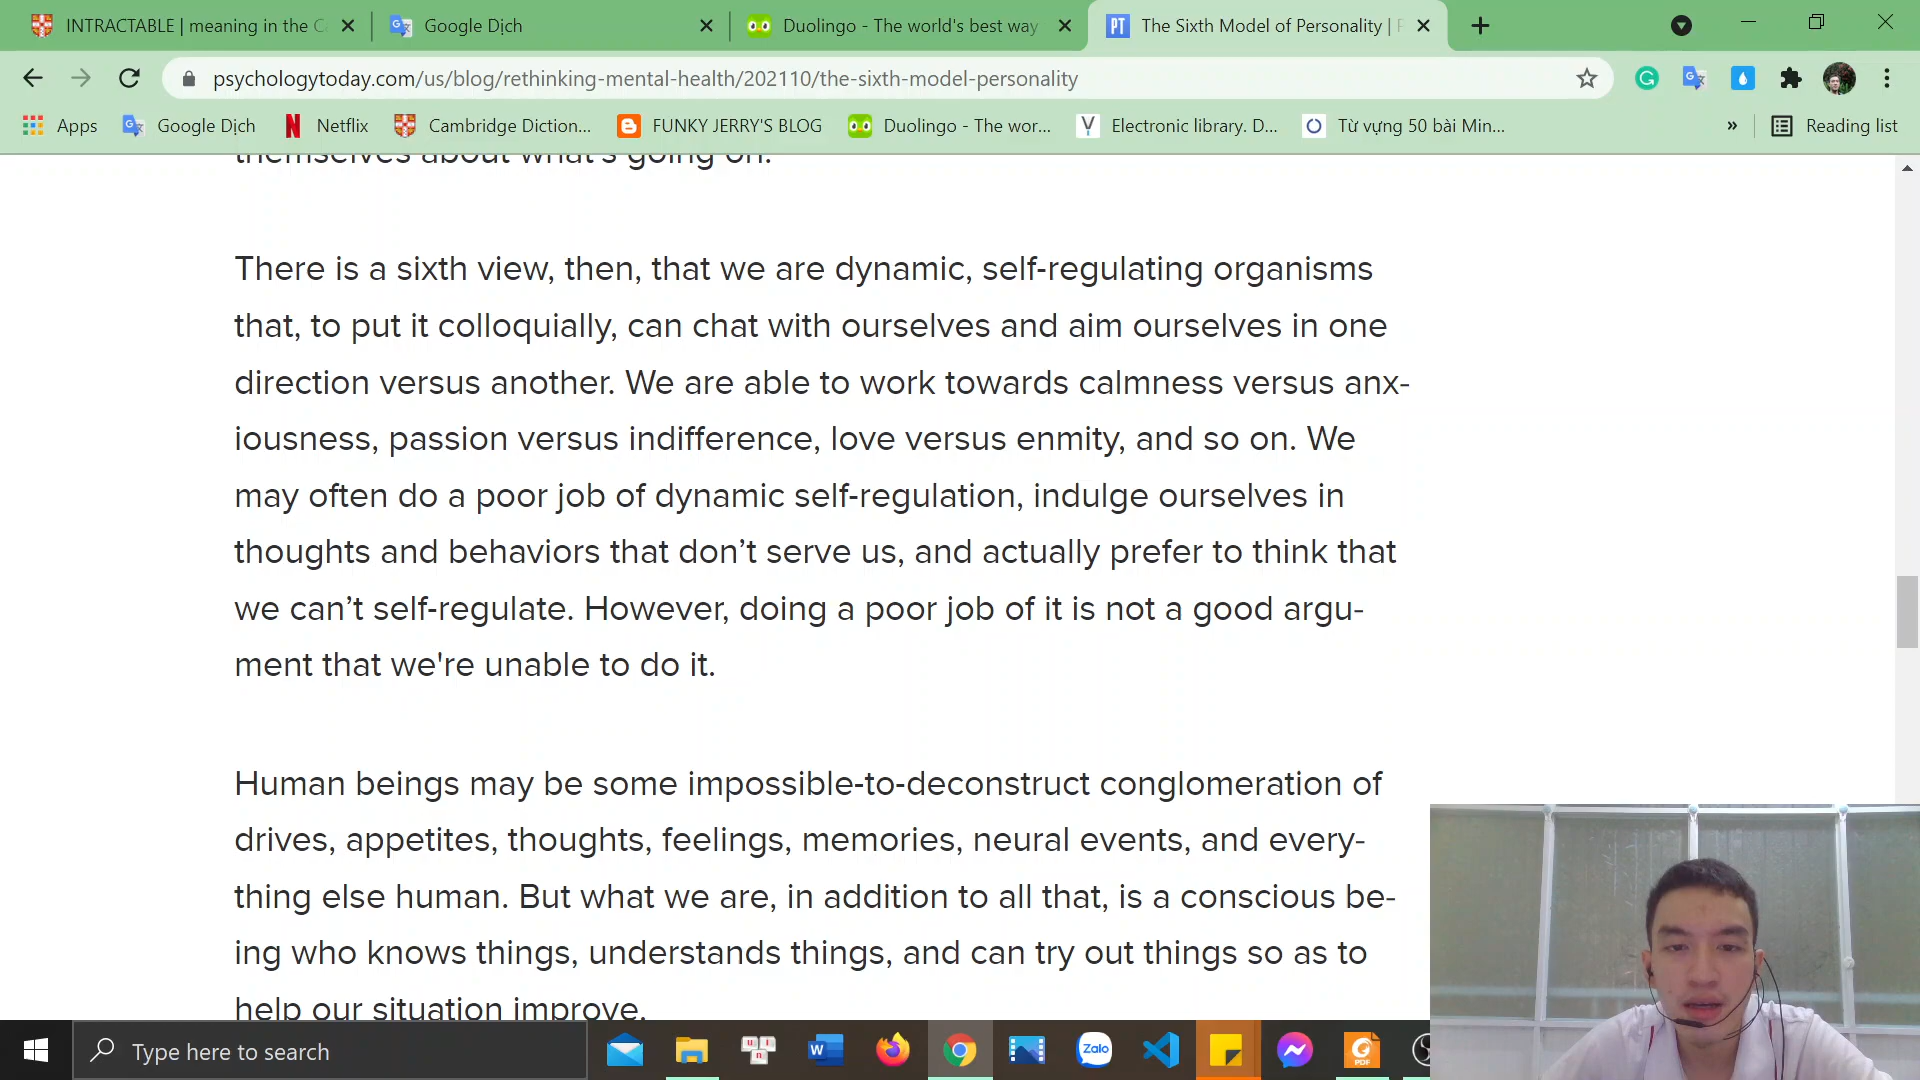 INTRACTABLE | meaning in the C
Google Dịch
Duolingo - The world's best way
PT
The Sixth Model of Personality |
psychologytoday.com/us/blog/rethinking-mental-health/202110/the-sixth-model-personality
Apps
Google Dịch
Netflix
Cambridge Diction...
FUNKY JERRY'S BLOG
Duolingo - The wor...
Electronic library. D...
Từ vựng 50 bài Min...
»
Reading list
themselves about what's going on.
There is a sixth view, then, that we are dynamic, self-regulating organisms
that, to put it colloquially, can chat with ourselves and aim ourselves in one
direction versus another. We are able to work towards calmness versus anx-
iousness, passion versus indifference, love versus enmity, and so on. We
may often do a poor job of dynamic self-regulation, indulge ourselves in
thoughts and behaviors that don’t serve us, and actually prefer to think that
we can’t self-regulate. However, doing a poor job of it is not a good argu-
ment that we're unable to do it.
Human beings may be some impossible-to-deconstruct conglomeration of
drives, appetites, thoughts, feelings, memories, neural events, and every-
thing else human. But what we are, in addition to all that, is a conscious be-
ing who knows things, understands things, and can try out things so as to
help our situation improve.
Type here to search
Zalo
PDF